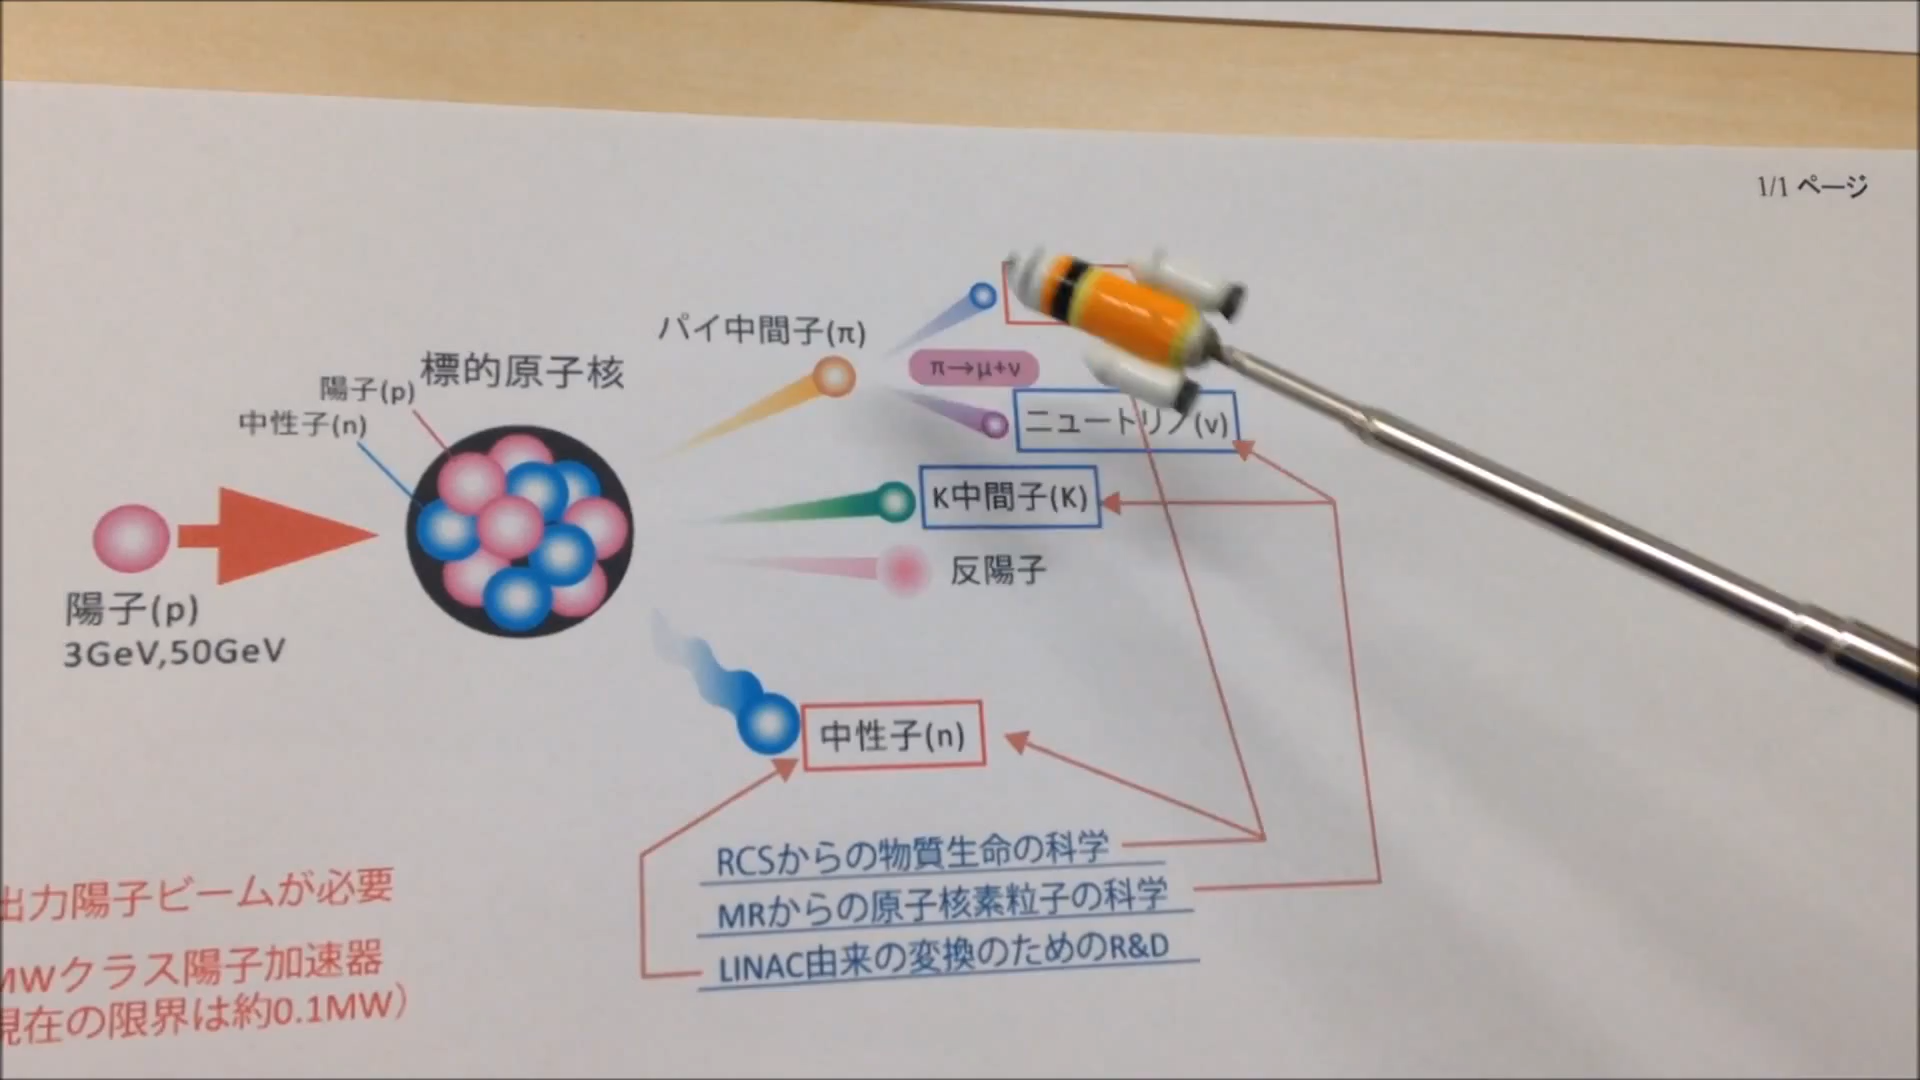 1/1 ページ
パイ中間子(π)
標的原子核
陽子(p)
中性子(n)
π→μ+ν
ニュートリノ(ν)
K中間子(K)
反陽子
陽子(p)
3GeV,50GeV
中性子(n)
RCSからの物質生命の科学
MRからの原子核素粒子の科学
LINAC由来の変換のためのR&D
出力陽子ビームが必要
MWクラス陽子加速器
現在の限界は約0.1MW）